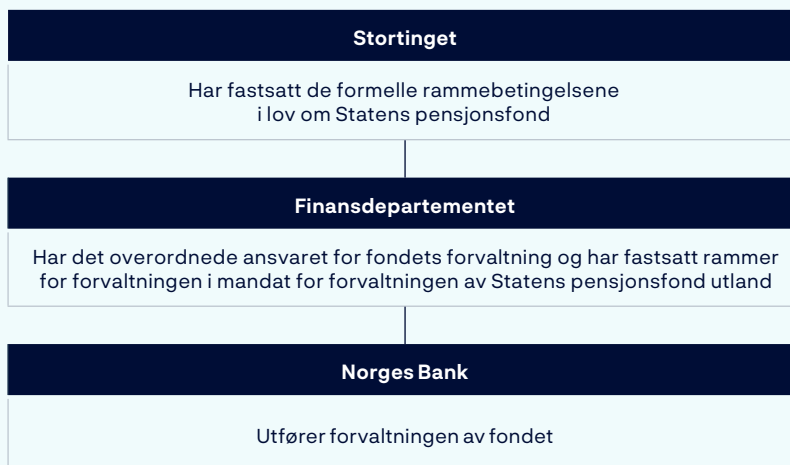 Stortinget
Har fastsatt de formelle rammebetingelsene
i lov om Statens pensjonsfond
Finansdepartementet
Har det overordnede ansvaret for fondets forvaltning og har fastsatt rammer
for forvaltningen i mandat for forvaltningen av Statens pensjonsfond utland
Norges Bank
Utfører forvaltningen av fondet